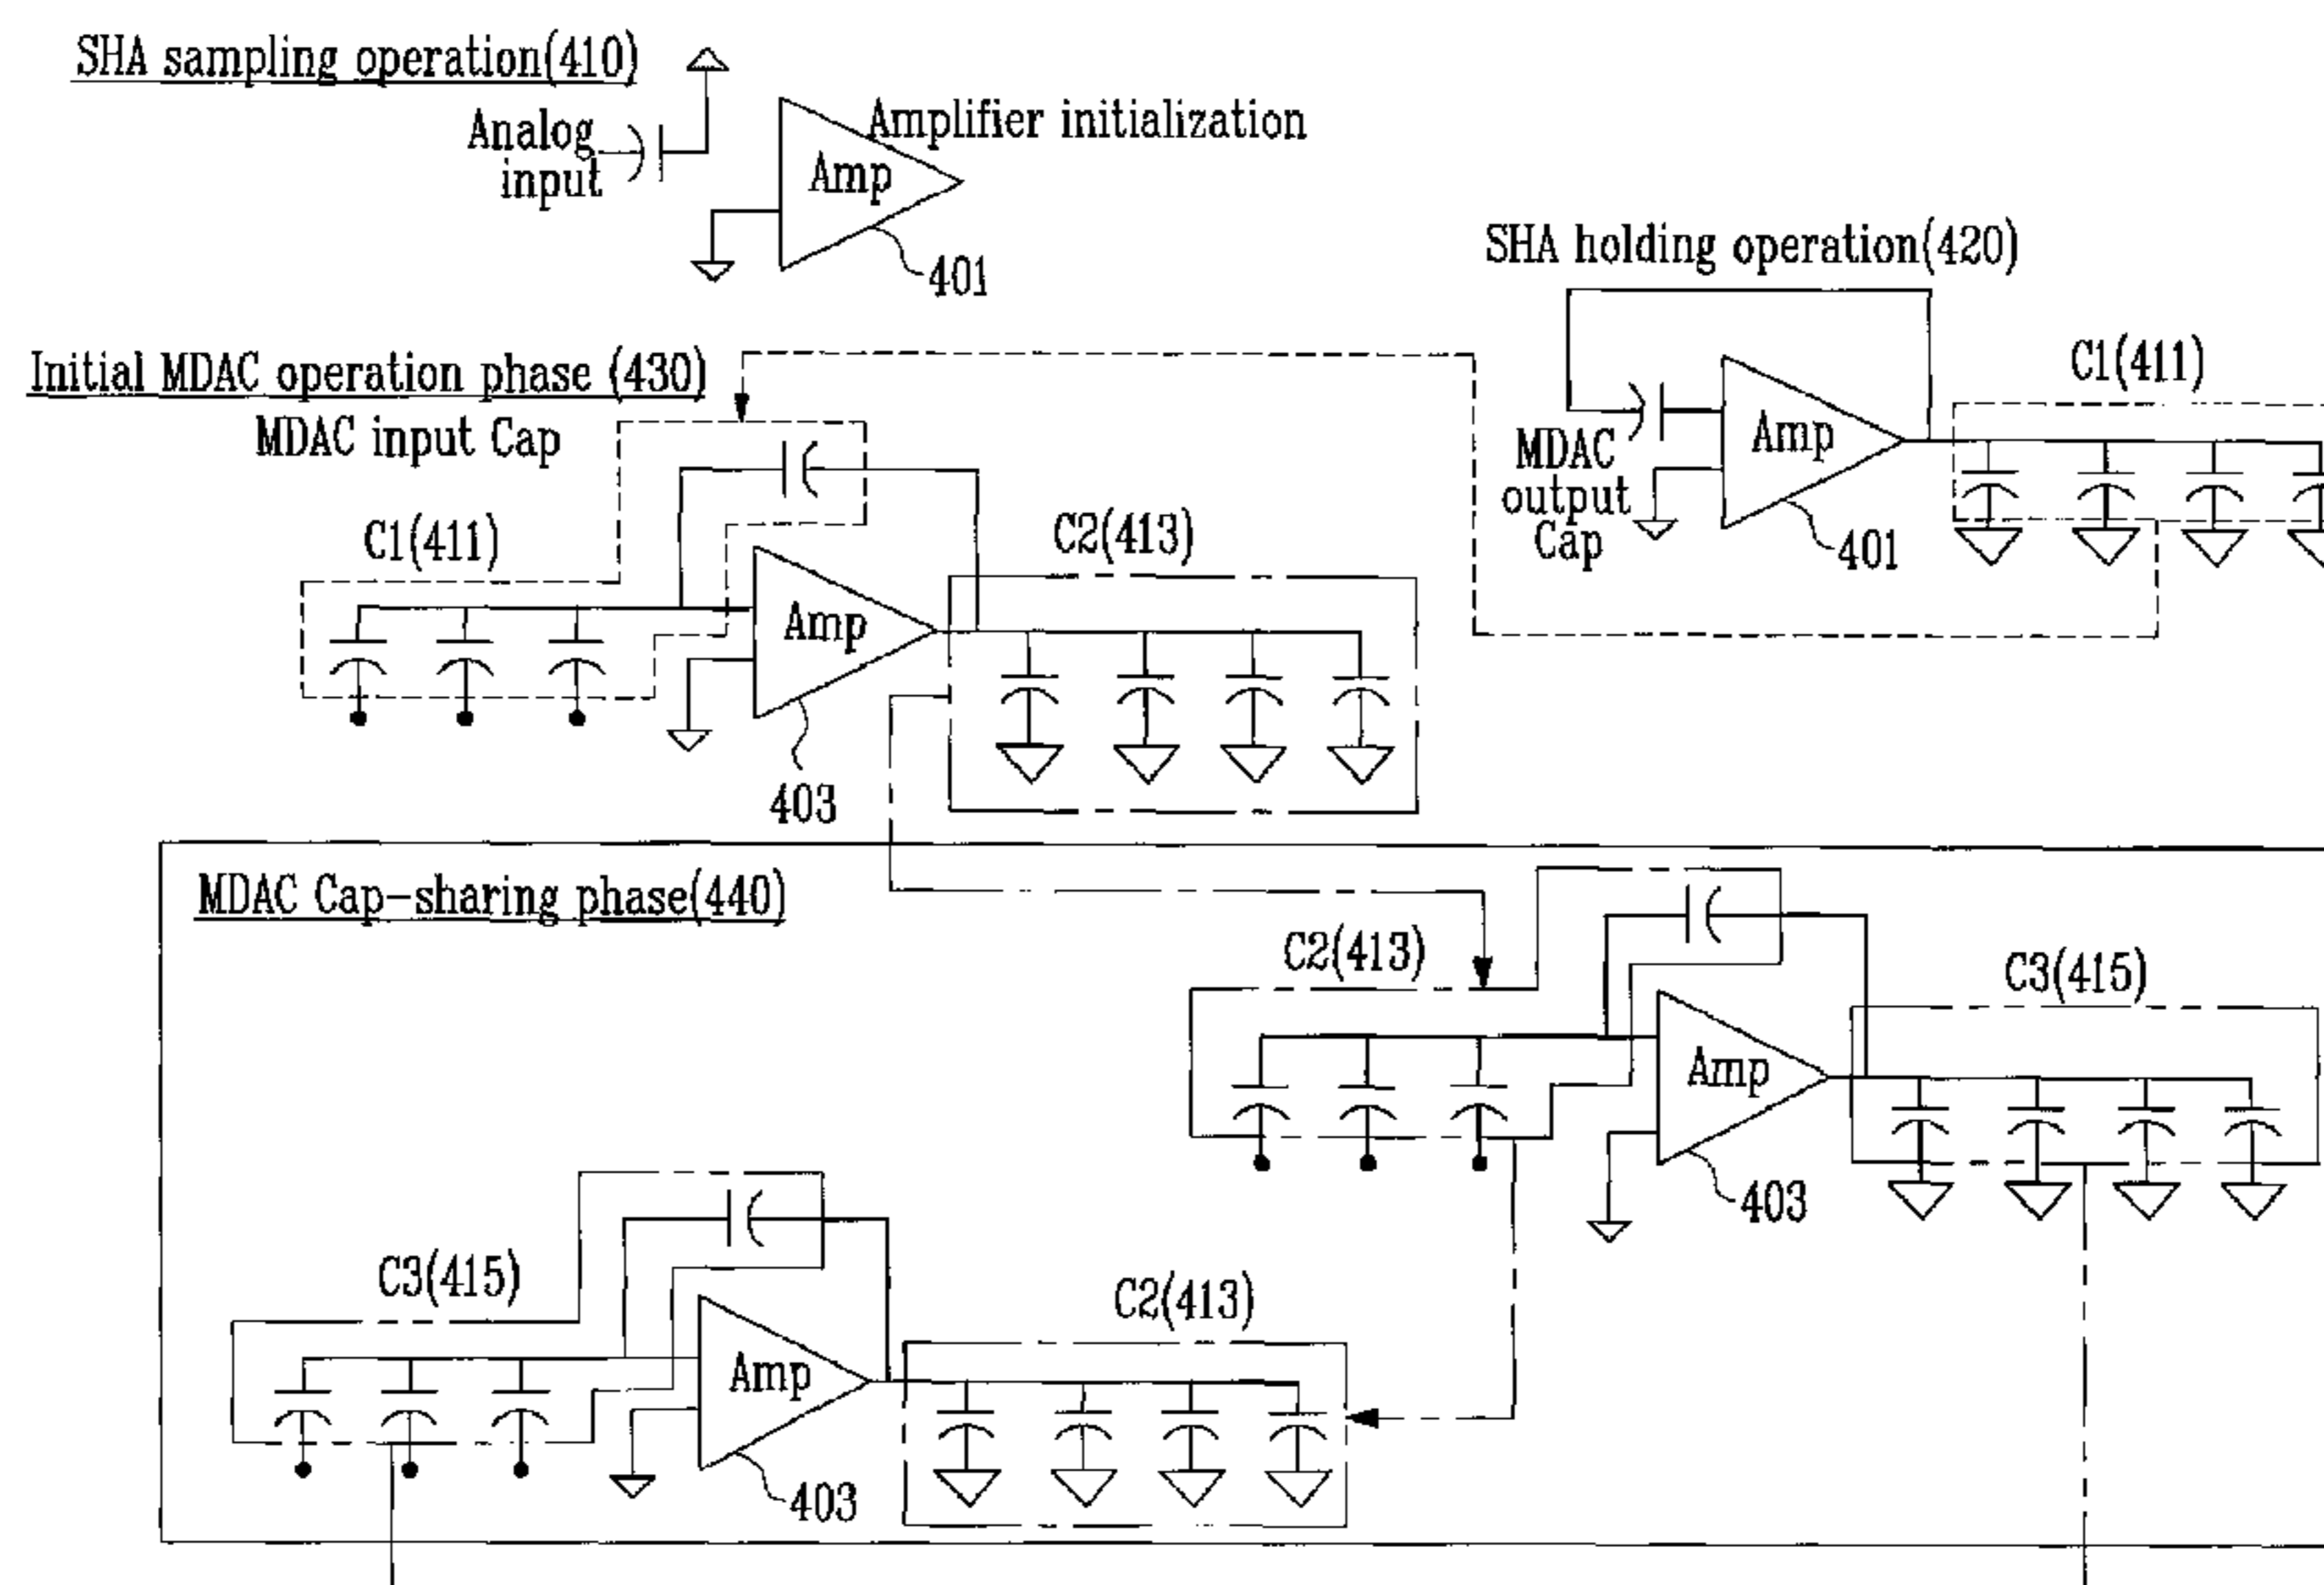 SHA sampling operation(410)
Analog
input
Amplifier initialization
Amp
401
SHA holding operation(420)
MDAC
output
Cap
Amp
401
C1(411)
Initial MDAC operation phase (430)
MDAC input Cap
C1(411)
Amp
403
C2(413)
MDAC Cap-sharing phase(440)
C2(413)
Amp
403
C3(415)
C3(415)
Amp
403
C2(413)